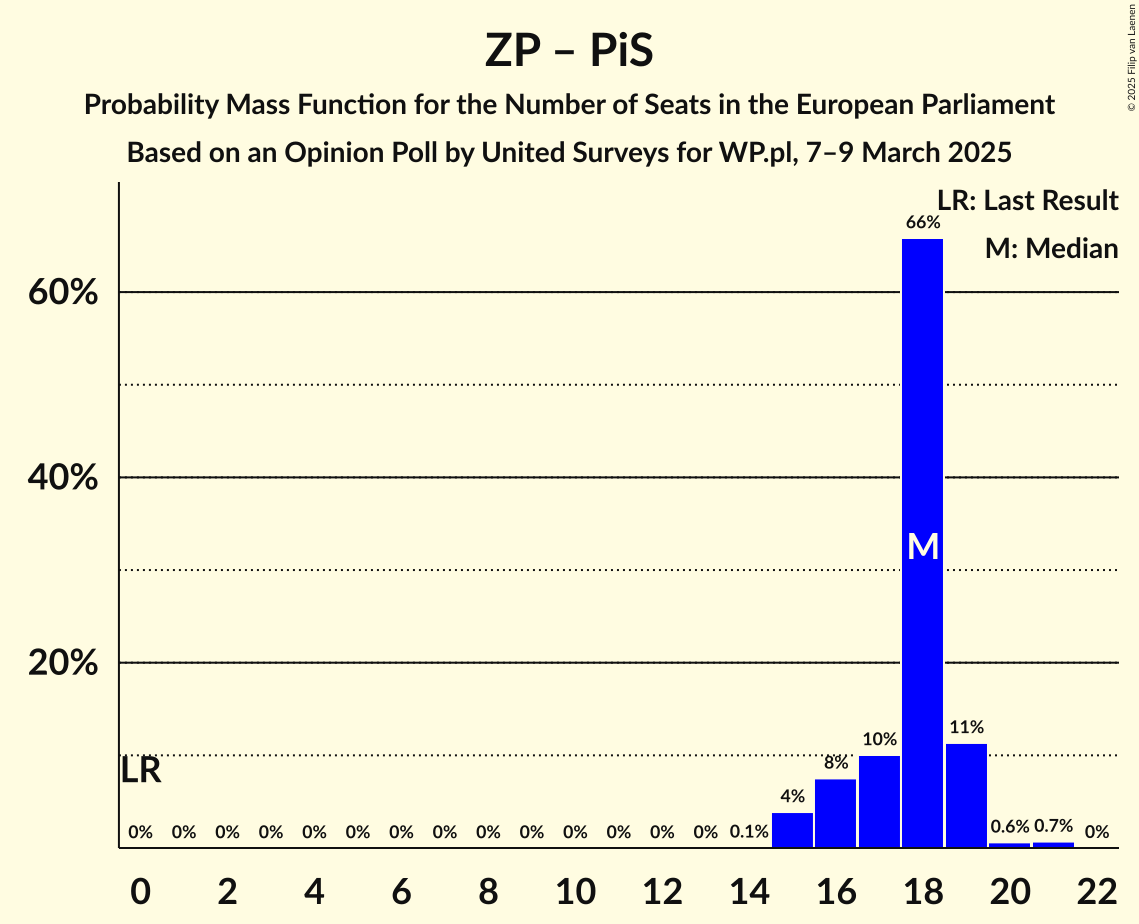 ZP – PiS
Probability Mass Function for the Number of Seats in the European Parliament
Based on an Opinion Poll by United Surveys for WP.pl, 7–9 March 2025
© 2025 Filip van Laenen
LR: Last Result
M: Median
66%
60%
40%
M
20%
LR
0% 0% 0% 0% 0% 0% 0% 0% 0% 0% 0% 0% 0% 0% 0.1% 4% 8% 10% 11% 0.6% 0.7% 0%
0 2 4 6 8 10 12 14 16 18 20 22